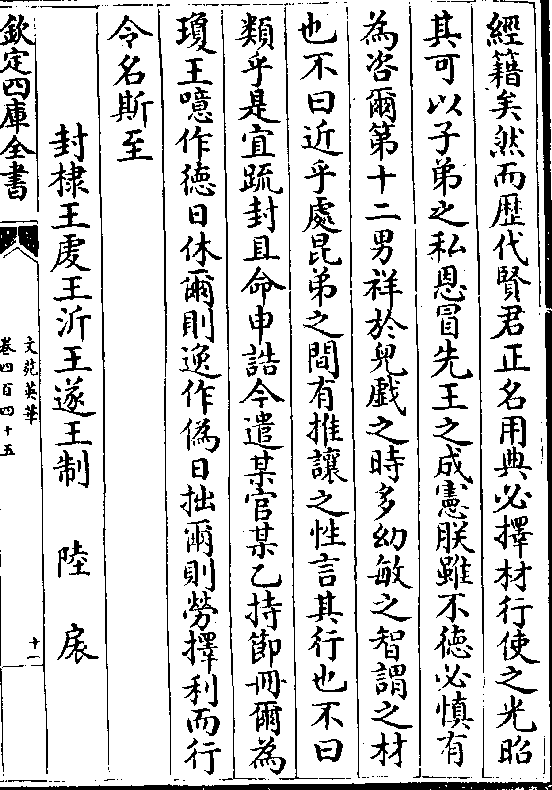 經籍矣然而歴代賢君正名用典必擇材行使之光昭
其可以子弟之私恩冒先王之成憲朕雖不徳必慎有
為咨爾第十二男祥於兒戲之時多幼敏之智謂之材
也不曰近乎處昆弟之間有推讓之性言其行也不曰
類乎是宜䟽封且命申誥今遣某官某乙持節冊爾為
瓊王噫作徳日休爾則逸作偽日拙爾則勞擇利而行
令名斯至
封棣王䖍王沂王遂王制 陸扆
欽定四庫全書
文苑英華
卷四百四十五
十一